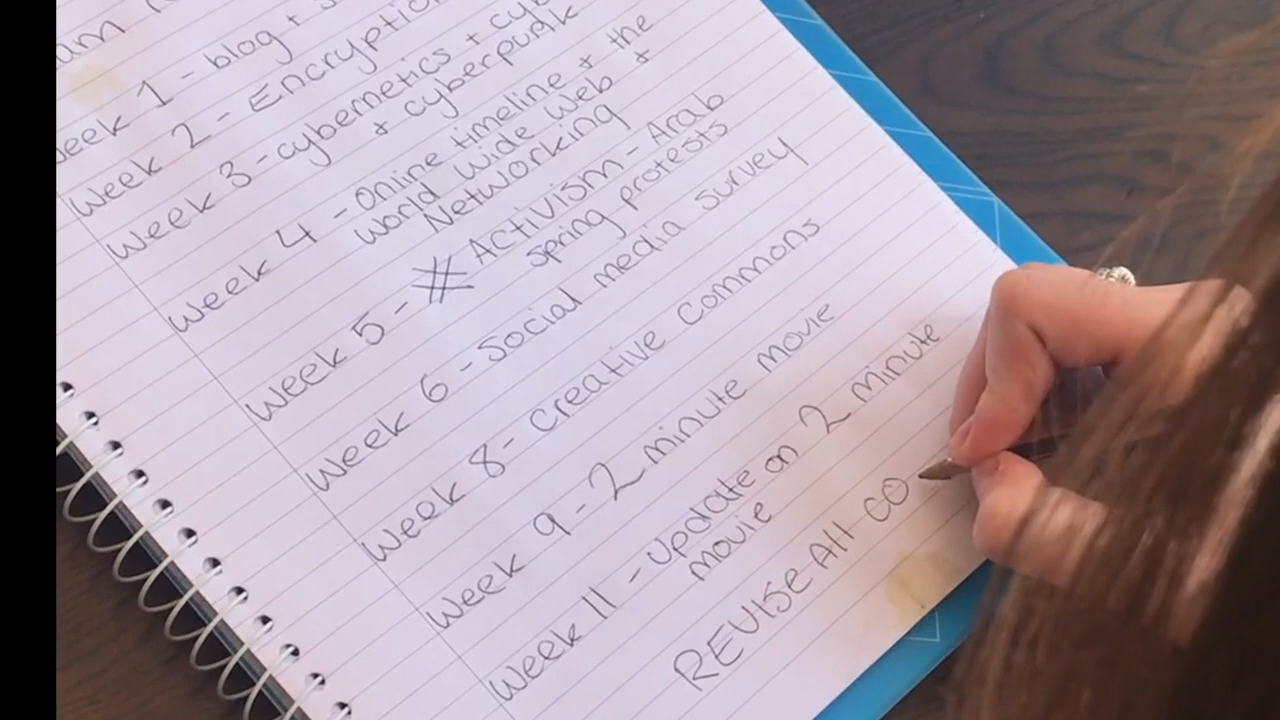 Week 1 - blog +
Week 2 - Encryption
Week 3 - cybernetics + cyb
+ cyberpunk
Week 4 - Online timeline + the
world wide web +
Networking
Week 5 - # Activism - Arab
spring protests
Week 6 - Social media survey
Week 8 - Creative Commons
Week 9 - 2 minute movie
Week 11 - update on 2 minute
movie
REVISE All CO